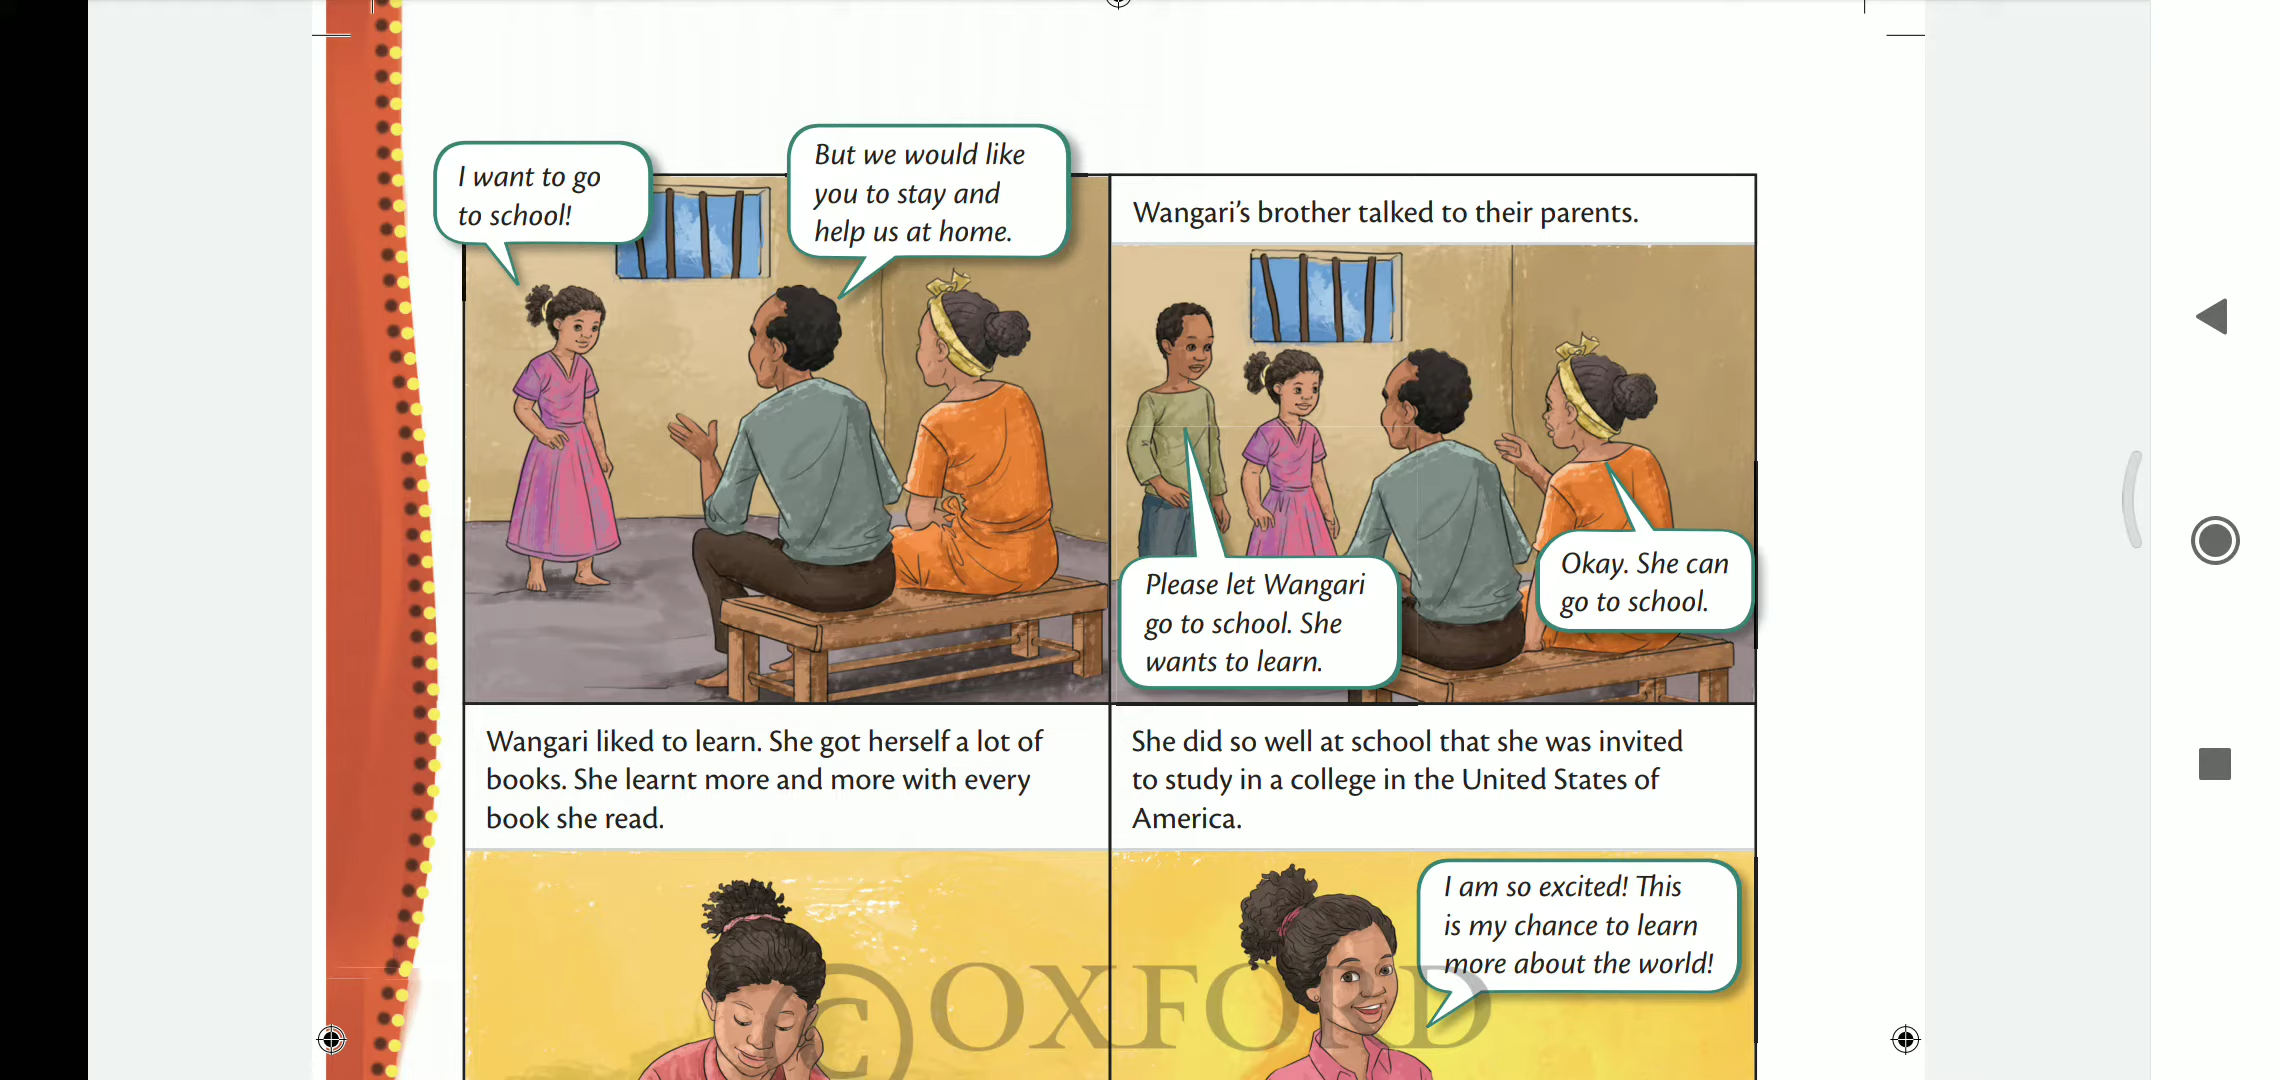 I want to go
to school!
But we would like
you to stay and
help us at home.
Wangari’s brother talked to their parents.
Please let Wangari
go to school. She
wants to learn.
Okay. She can
go to school.
Wangari liked to learn. She got herself a lot of
books. She learnt more and more with every
book she read.
She did so well at school that she was invited
to study in a college in the United States of
America.
I am so excited! This
is my chance to learn
more about the world!
© OXFORD